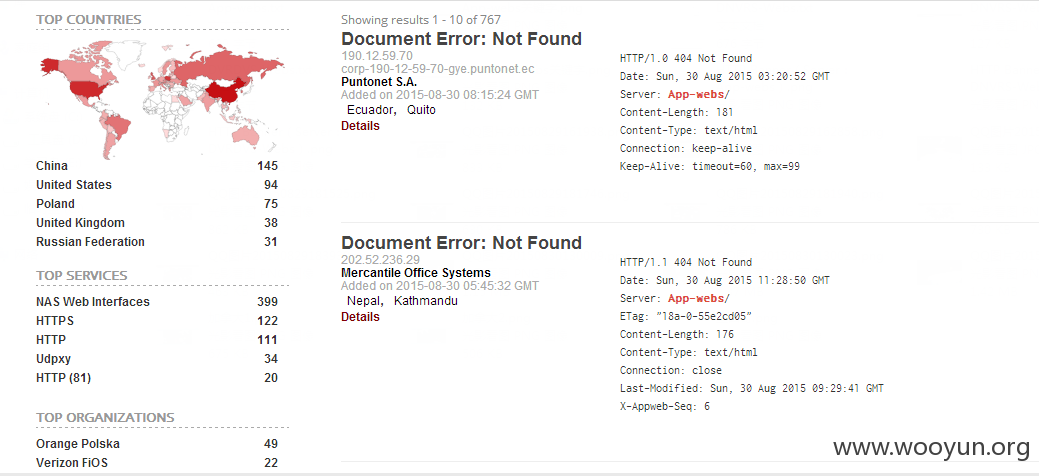 TOP COUNTRIES
China 145
United States 94
Poland 75
United Kingdom 38
Russian Federation 31
TOP SERVICES
NAS Web Interfaces 399
HTTPS 122
HTTP 111
Udpxy 34
HTTP (81) 20
TOP ORGANIZATIONS
Orange Polska 49
Verizon FiOS 22
Showing results 1 - 10 of 767
Document Error: Not Found
190.12.59.70
corp-190-12-59-70-gye.puntonet.ec
Puntonet S.A.
Added on 2015-08-30 08:15:24 GMT
Ecuador, Quito
Details
HTTP/1.0 404 Not Found
Date: Sun, 30 Aug 2015 03:20:52 GMT
Server: App-webs/
Content-Length: 181
Content-Type: text/html
Connection: keep-alive
Keep-Alive: timeout=60, max=99
Document Error: Not Found
202.52.236.29
Mercantile Office Systems
Added on 2015-08-30 05:45:32 GMT
Nepal, Kathmandu
Details
HTTP/1.1 404 Not Found
Date: Sun, 30 Aug 2015 11:28:50 GMT
Server: App-webs/
ETag: "18a-0-55e2cd05"
Content-Length: 176
Content-Type: text/html
Connection: close
Last-Modified: Sun, 30 Aug 2015 09:29:41 GMT
X-Appweb-Seq: 6
www.wooyun.org